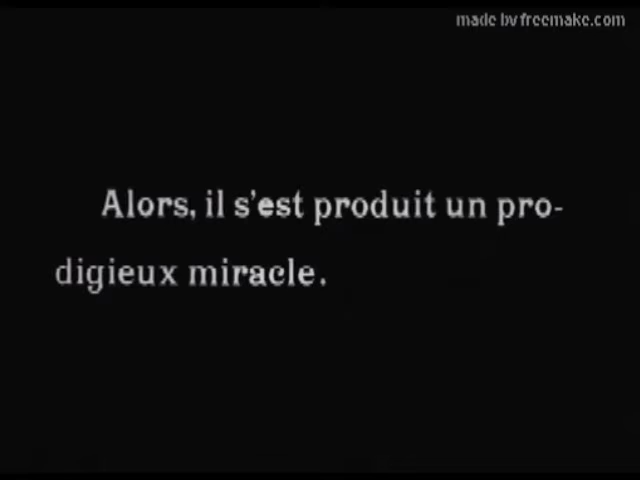 made by freemake.com
Alors, il s'est produit un pro-
digieux miracle.